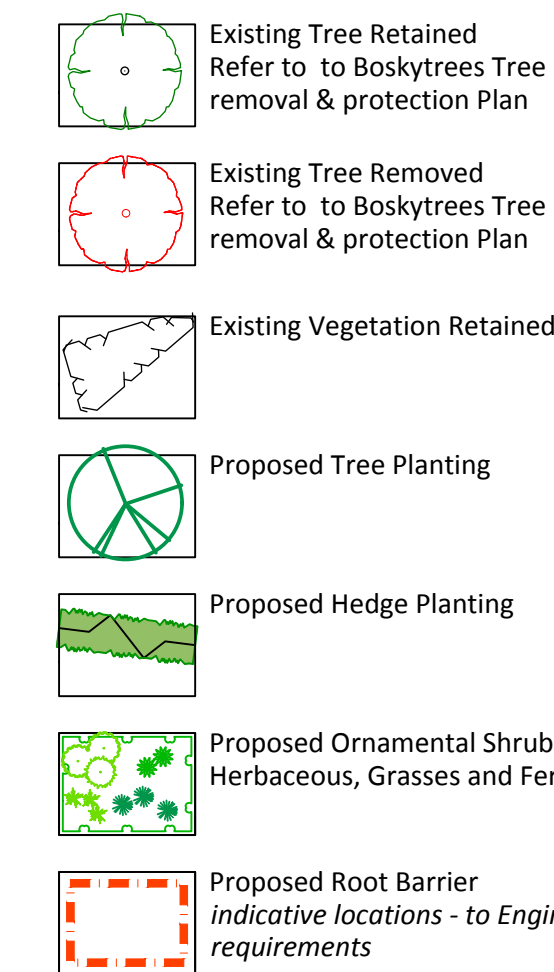 Existing Tree Retained
Refer to  to Boskytrees Tree
removal & protection Plan
Existing Tree Removed
Refer to  to Boskytrees Tree
removal & protection Plan
Existing Vegetation Retained
Proposed Tree Planting
Proposed Hedge Planting
Proposed Ornamental Shrub
Herbaceous, Grasses and
Proposed Root Barrier
indicative locations - to
requirements